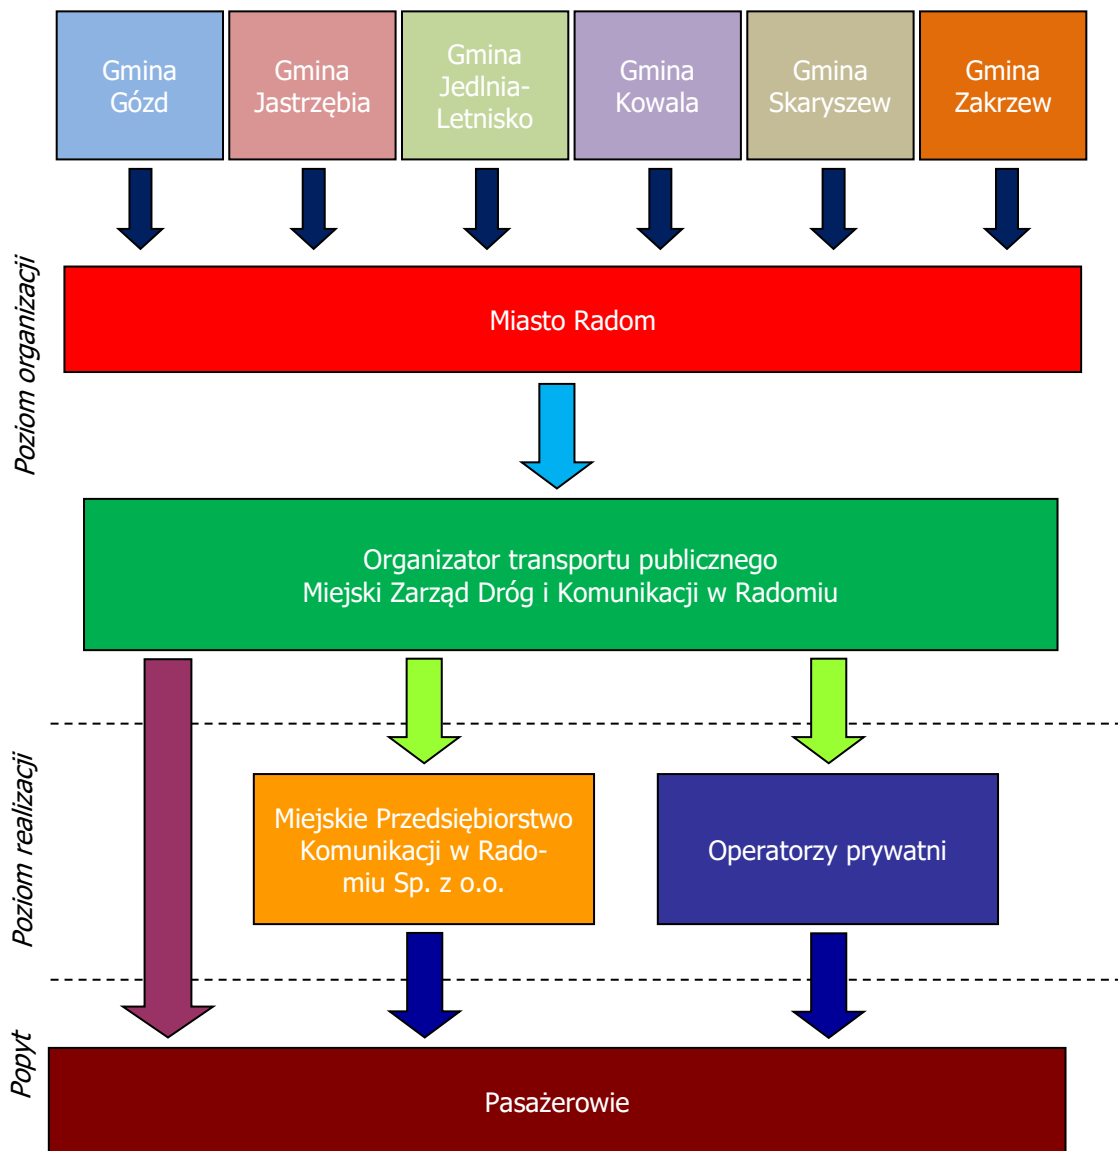 Gmina
Gózd
Gmina
Jastrzębia
Gmina
Jedlnia-
Letnisko
Gmina
Kowala
Gmina
Skaryszew
Gmina
Zakrzew
Poziom organizacji
Miasto Radom
Organizator transportu publicznego
Miejski Zarząd Dróg i Komunikacji w Radomiu
Poziom realizacji
Miejskie Przedsiębiorstwo
Komunikacji w Rado-
miu Sp. z o.o.
Operatorzy prywatni
Popyt
Pasażerowie